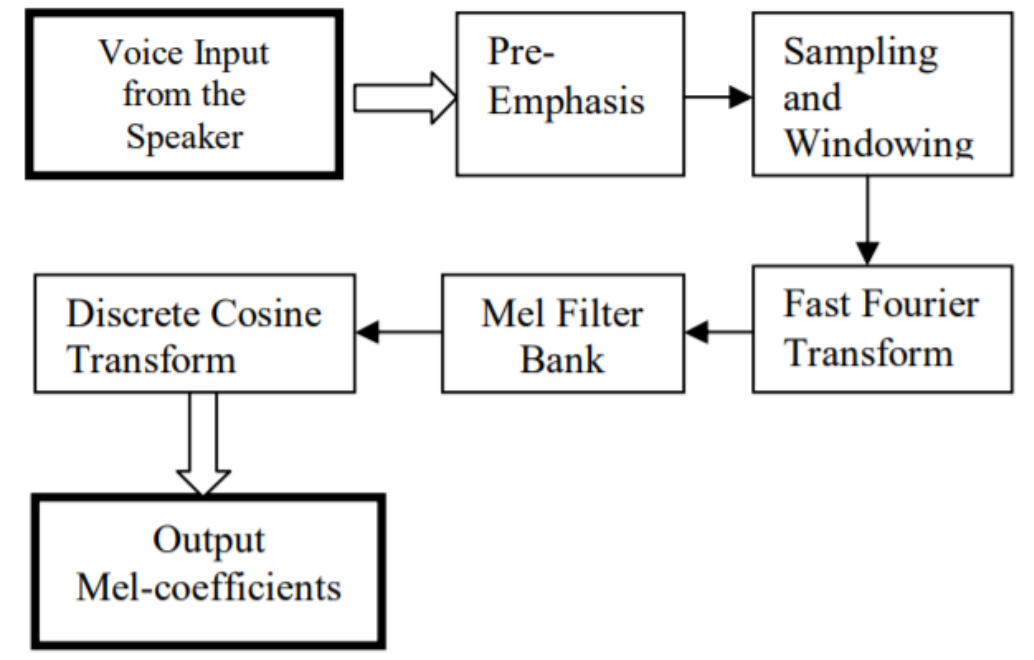 Voice Input
from the
Speaker
Pre-
Emphasis
Sampling
and
Windowing
Fast Fourier
Transform
Mel Filter
Bank
Discrete Cosine
Transform
Output
Mel-coefficients